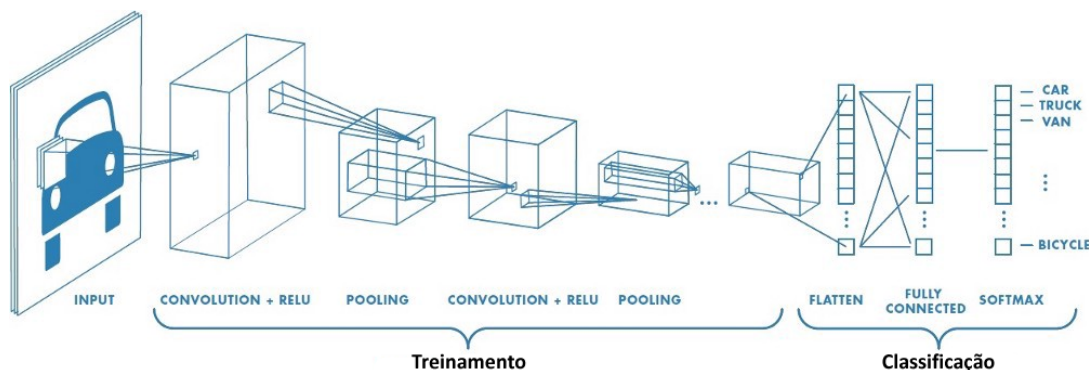 CAR
TRUCK
VAN
BICYCLE
INPUT
CONVOLUTION + RELU
POOLING
CONVOLUTION + RELU
POOLING
FLATTEN
FULLY
CONNECTED
SOFTMAX
Treinamento
Classificação